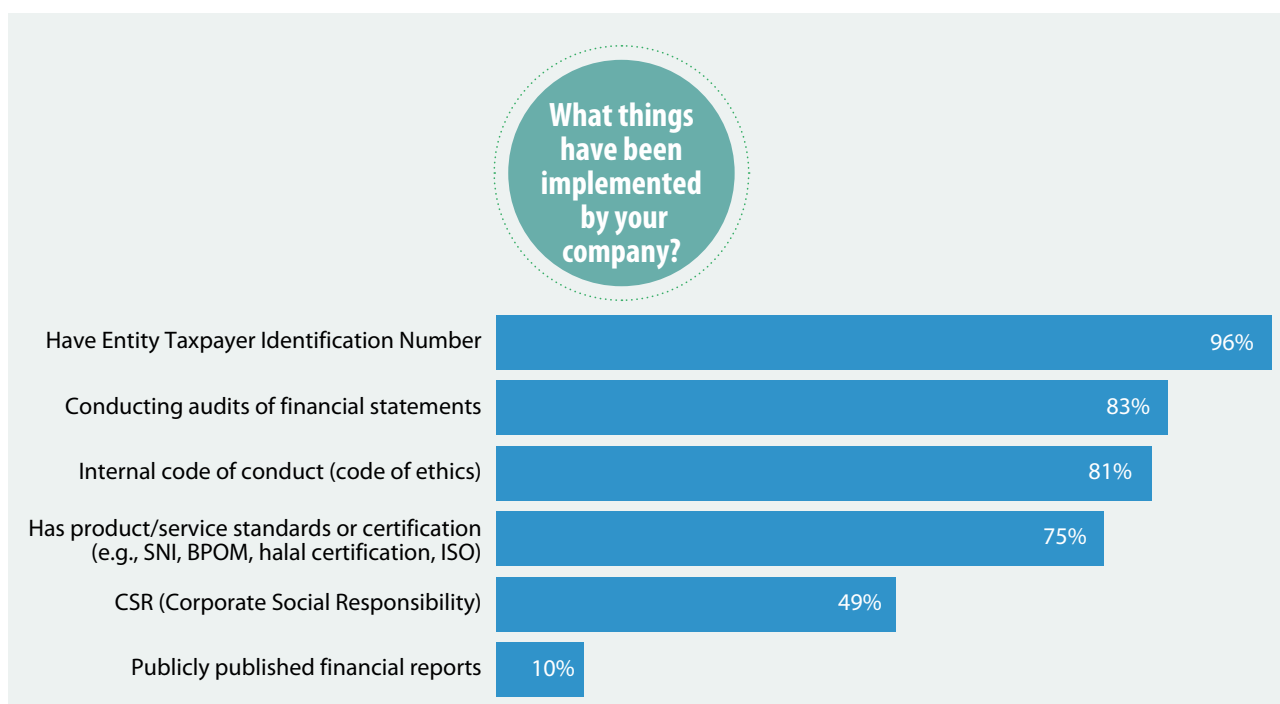 What things
have been
implemented
by your
company?
Have Entity Taxpayer Identification Number
96%
Conducting audits of financial statements
83%
Internal code of conduct (code of ethics)
81%
Has product/service standards or certification
(e.g., SNI, BPOM, halal certification, ISO)
75%
CSR (Corporate Social Responsibility)
49%
Publicly published financial reports
10%